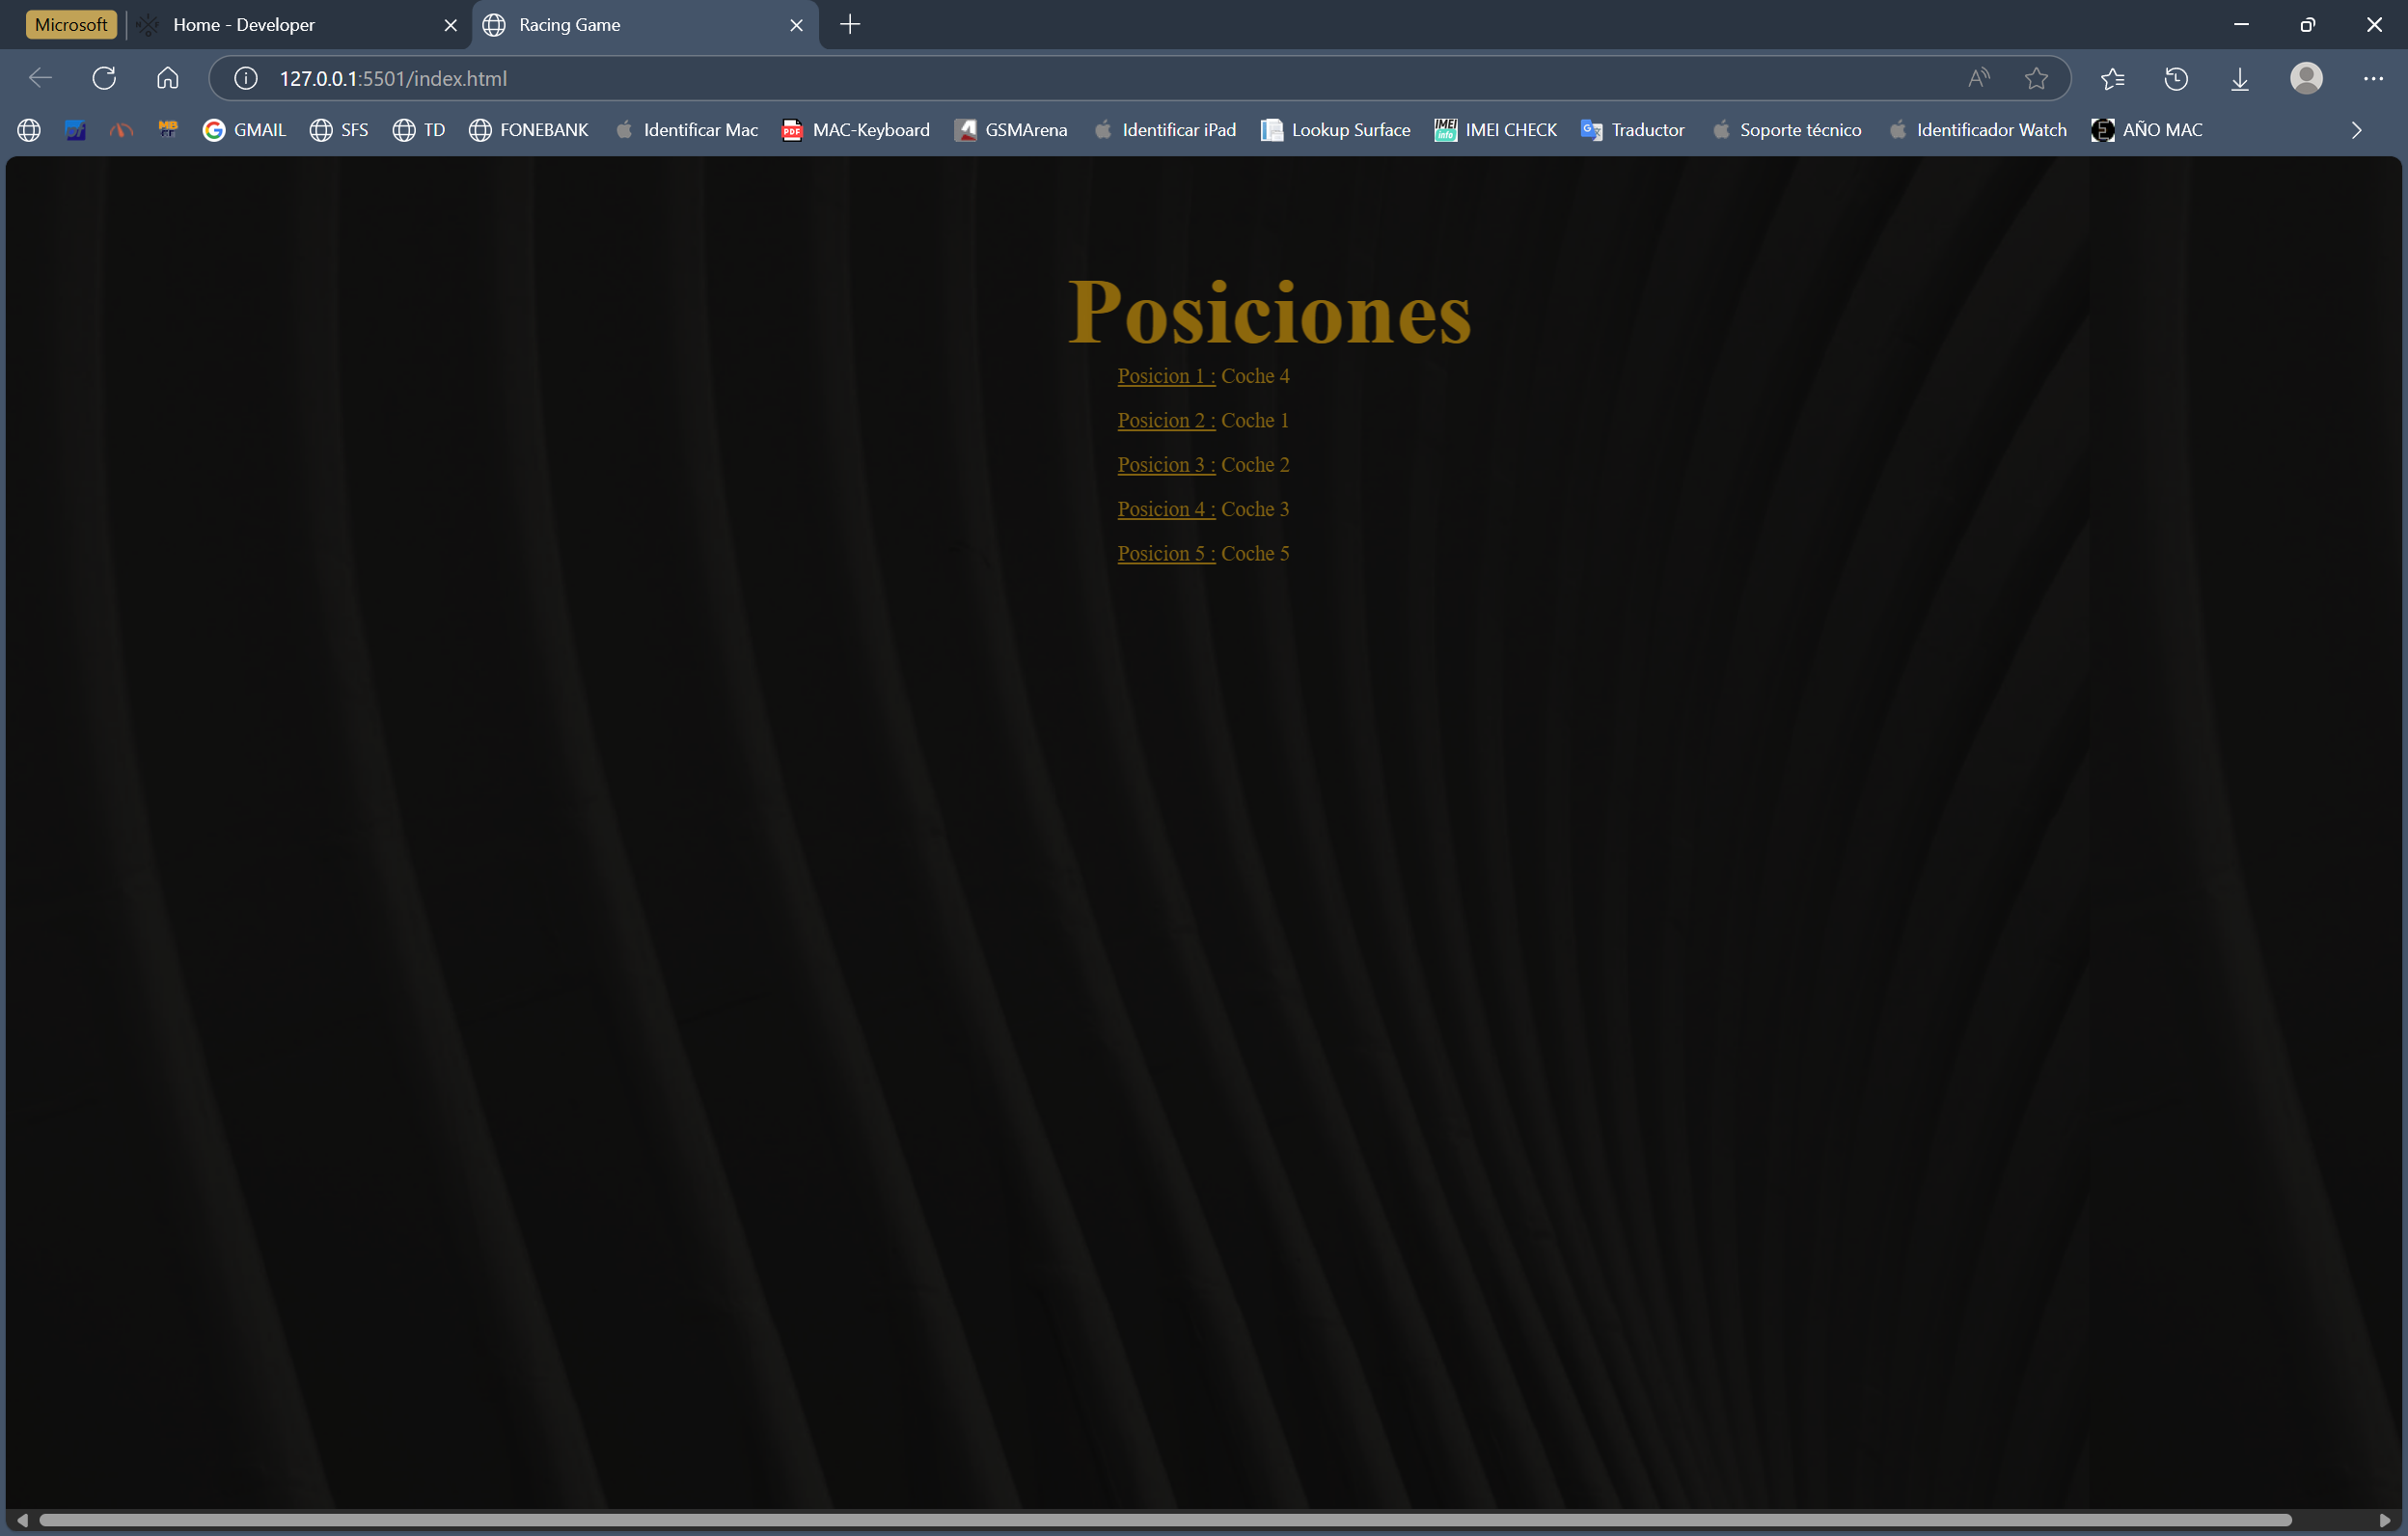 Microsoft Home - Developer Racing Game
127.0.0.1:5501/index.html
GMAIL SFS TD FONEBANK Identificar Mac MAC-Keyboard GSMArena Identificar iPad Lookup Surface IMEI CHECK Traductor Soporte técnico Identificador Watch AÑO MAC
Posiciones
Posicion 1 : Coche 4
Posicion 2 : Coche 1
Posicion 3 : Coche 2
Posicion 4 : Coche 3
Posicion 5 : Coche 5